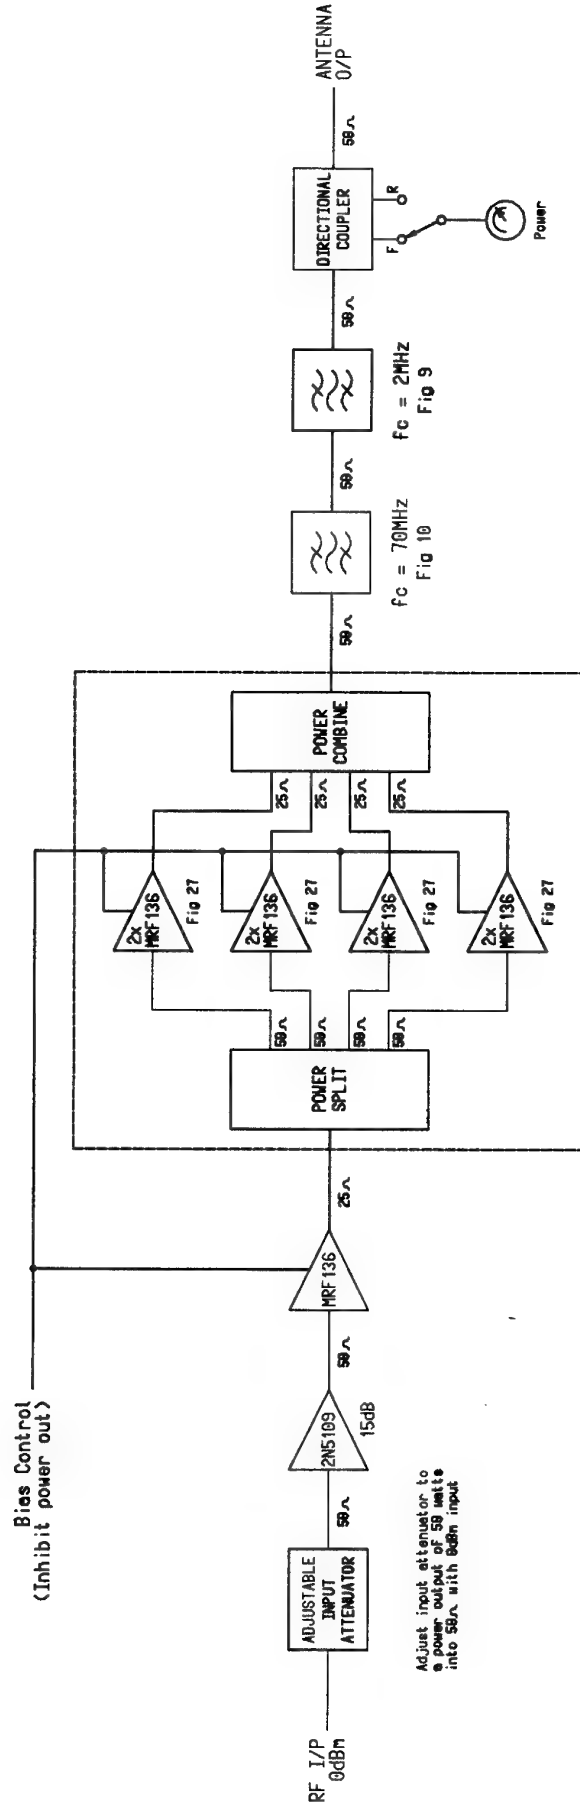 Bias Control
(Inhibit power out)
RF I/P
0dBm
ADJUSTABLE
INPUT
ATTENUATOR
50Ω
2N5109
15dB
50Ω
MRF136
25Ω
Adjust input attenuator to
a power output of 50 watts
into 50Ω with 0dBm input
POWER
SPLIT
50Ω
50Ω
50Ω
50Ω
2x
MRF136
Fig 27
2x
MRF136
Fig 27
2x
MRF136
Fig 27
2x
MRF136
Fig 27
25Ω
25Ω
25Ω
25Ω
POWER
COMBINE
50Ω
fc = 70MHz
Fig 10
50Ω
fc = 2MHz
Fig 9
50Ω
DIRECTIONAL
COUPLER
F
R
Power
50Ω
ANTENNA
O/P